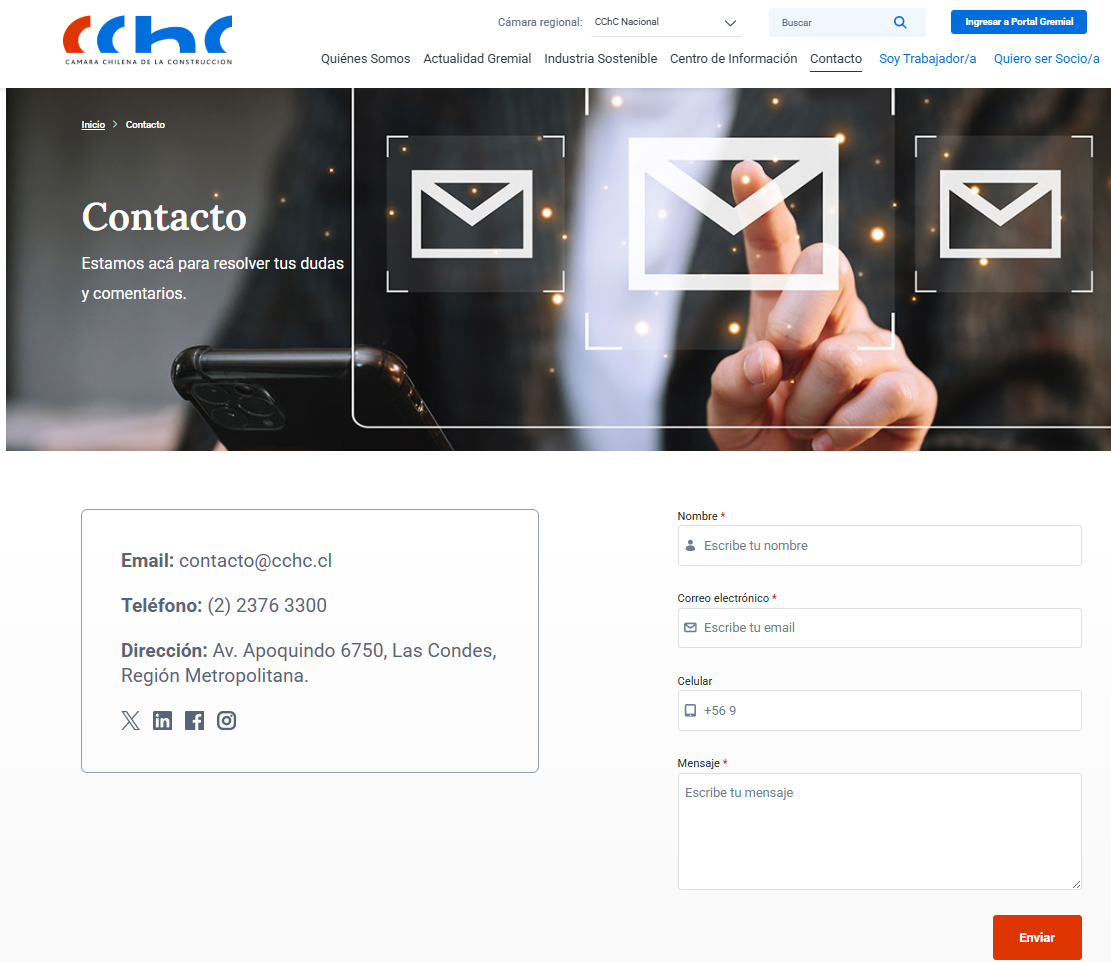 CChC
CAMARA CHILENA DE LA CONSTRUCCION
Cámara regional:
CChC Nacional
Buscar
Ingresar a Portal Gremial
Quiénes Somos
Actualidad Gremial
Industria Sostenible
Centro de Información
Contacto
Soy Trabajador/a
Quiero ser Socio/a
Inicio > Contacto
Contacto
Estamos acá para resolver tus dudas
y comentarios.
Email: contacto@cchc.cl
Teléfono: (2) 2376 3300
Dirección: Av. Apoquindo 6750, Las Condes,
Región Metropolitana.
Nombre *
Escribe tu nombre
Correo electrónico *
Escribe tu email
Celular
+56 9
Mensaje *
Escribe tu mensaje
Enviar